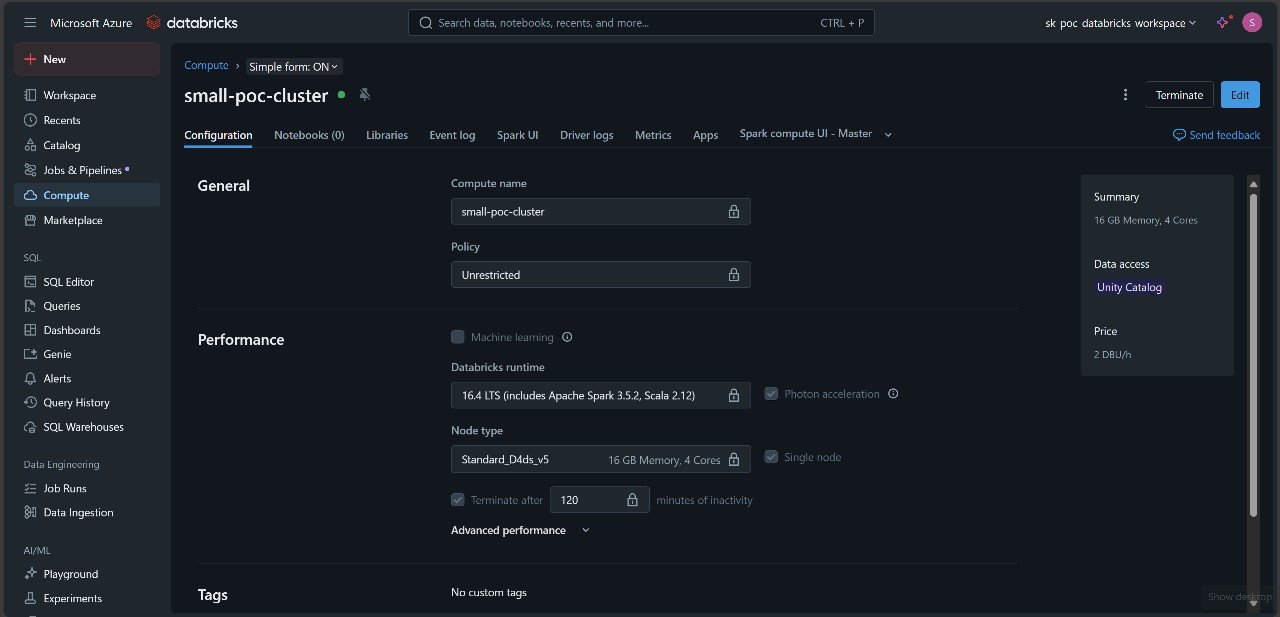 Microsoft Azure databricks Search data, notebooks, recents, and more... CTRL + P sk poc databricks workspace S
New
Workspace
Recents
Catalog
Jobs & Pipelines
Compute
Marketplace
SQL
SQL Editor
Queries
Dashboards
Genie
Alerts
Query History
SQL Warehouses
Data Engineering
Job Runs
Data Ingestion
AI/ML
Playground
Experiments
Compute › Simple form: ON
small-poc-cluster Terminate Edit
Configuration Notebooks (0) Libraries Event log Spark UI Driver logs Metrics Apps Spark compute UI - Master Send feedback
General
Compute name
small-poc-cluster
Policy
Unrestricted
Performance
Machine learning
Databricks runtime
16.4 LTS (includes Apache Spark 3.5.2, Scala 2.12) Photon acceleration
Node type
Standard_D4ds_v5 16 GB Memory, 4 Cores Single node
Terminate after 120 minutes of inactivity
Advanced performance
Tags No custom tags
Summary
16 GB Memory, 4 Cores
Data access
Unity Catalog
Price
2 DBU/h
Show desktop